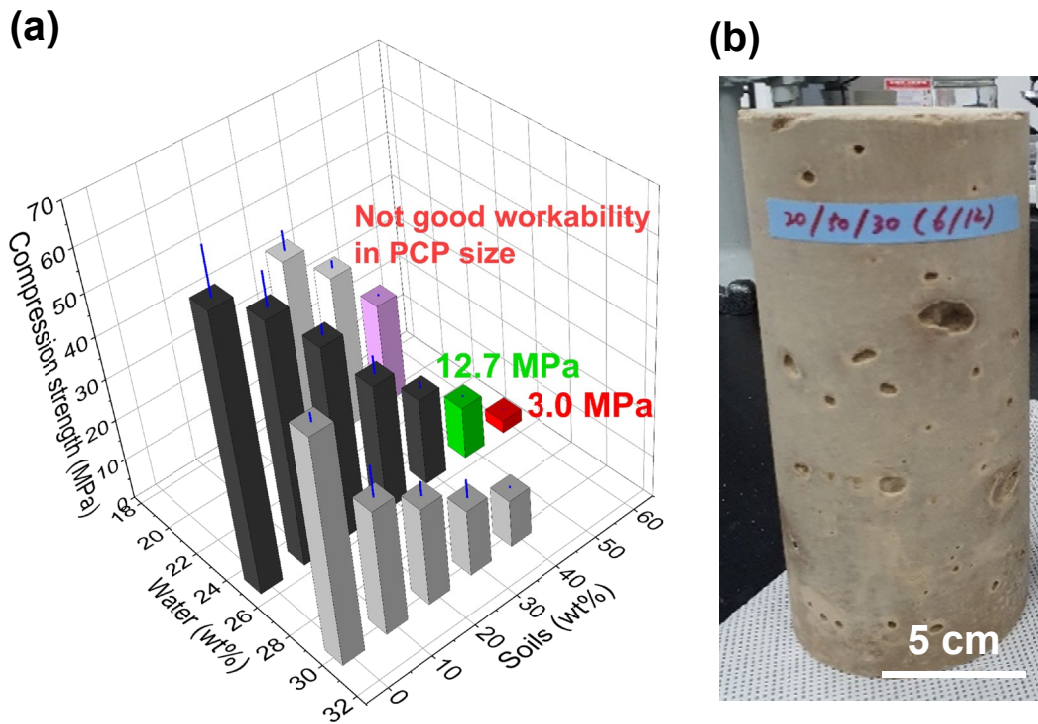 (a)
70
60
50
40
30
20
10
0
Compression strength (MPa)
18
20
22
24
26
28
30
32
Water (wt%)
0
10
20
30
40
50
60
Soils (wt%)
Not good workability
in PCP size
12.7 MPa
3.0 MPa
(b)
20/50/30 (6/12)
5 cm